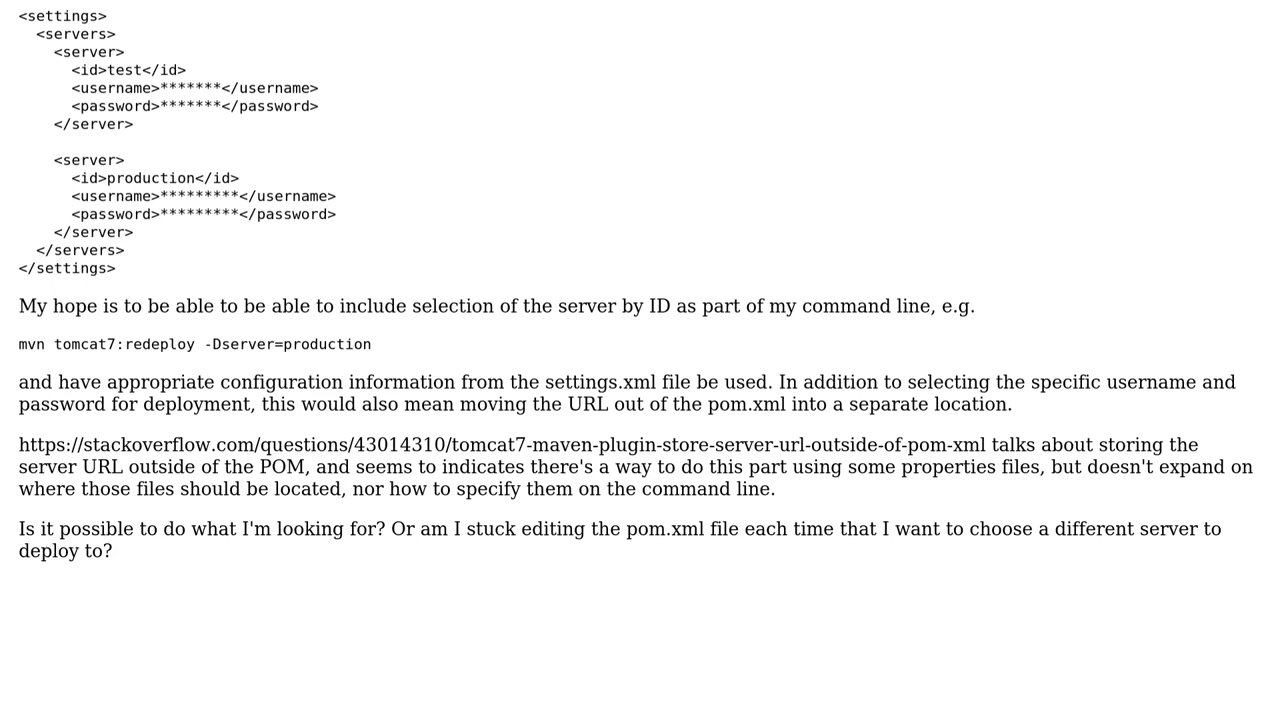 <settings>
  <servers>
    <server>
      <id>test</id>
      <username>*******</username>
      <password>*******</password>
    </server>

    <server>
      <id>production</id>
      <username>*********</username>
      <password>*********</password>
    </server>
  </servers>
</settings>
My hope is to be able to be able to include selection of the server by ID as part of my command line, e.g.
mvn tomcat7:redeploy -Dserver=production
and have appropriate configuration information from the settings.xml file be used. In addition to selecting the specific username and
password for deployment, this would also mean moving the URL out of the pom.xml into a separate location.
https://stackoverflow.com/questions/43014310/tomcat7-maven-plugin-store-server-url-outside-of-pom-xml talks about storing the
server URL outside of the POM, and seems to indicates there's a way to do this part using some properties files, but doesn't expand on
where those files should be located, nor how to specify them on the command line.
Is it possible to do what I'm looking for? Or am I stuck editing the pom.xml file each time that I want to choose a different server to
deploy to?